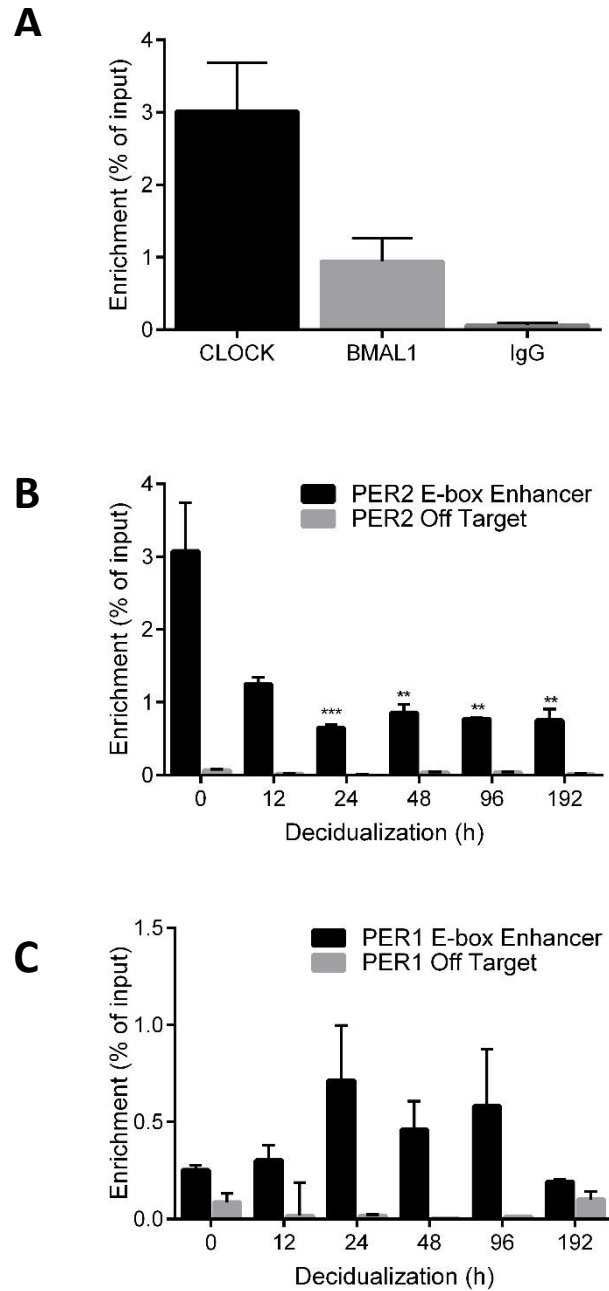 A
Enrichment (% of input)
4
3
2
1
0
CLOCK BMAL1 IgG
B
Enrichment (% of input)
4
3
2
1
0
PER2 E-box Enhancer
PER2 Off Target
*** ** ** **
0 12 24 48 96 192
Decidualization (h)
C
Enrichment (% of input)
1.5
1.0
0.5
0.0
PER1 E-box Enhancer
PER1 Off Target
0 12 24 48 96 192
Decidualization (h)